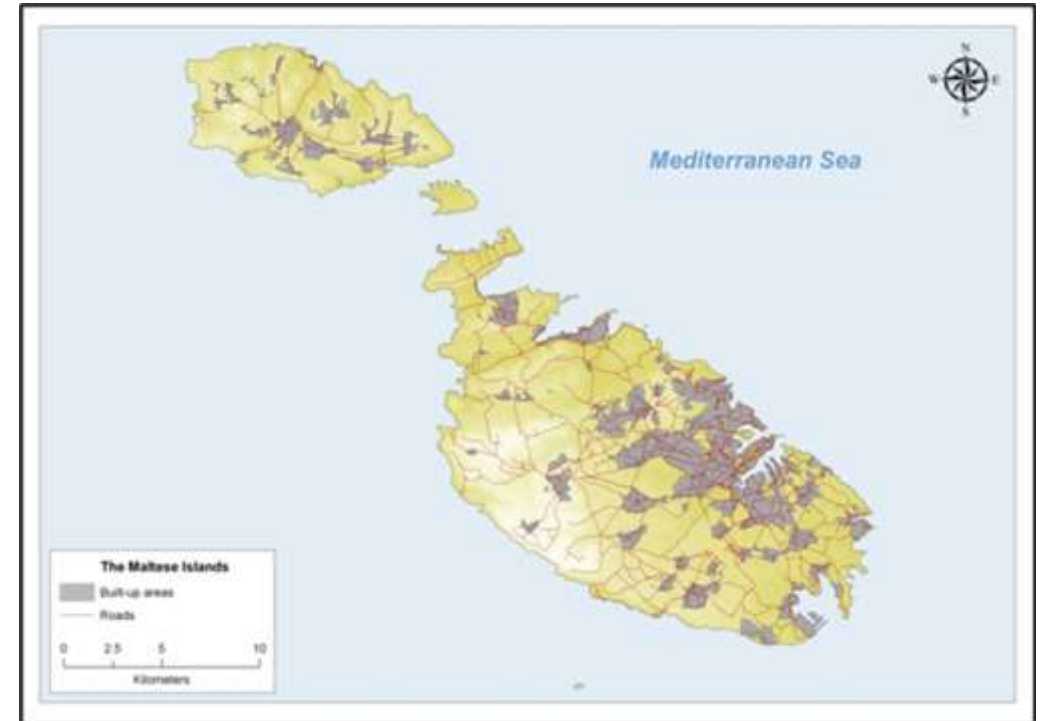 N
W E
S
Mediterranean Sea
The Maltese Islands
Built-up areas
Roads
0 2.5 5 10
Kilometers